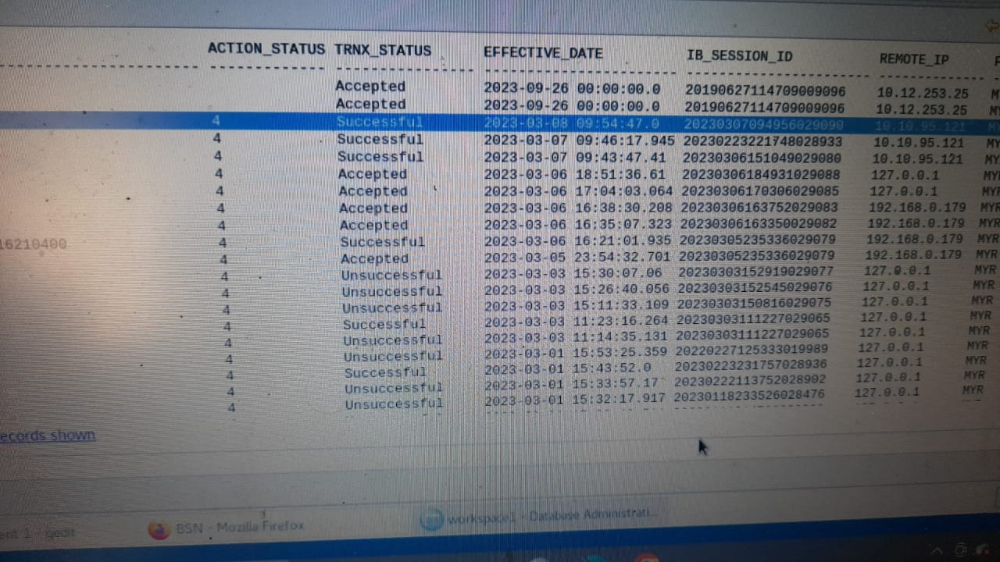 ACTION_STATUS TRNX_STATUS EFFECTIVE_DATE IB_SESSION_ID REMOTE_IP
Accepted 2023-09-26 00:00:00.0 20190627114709009096 10.12.253.25 M
Accepted 2023-09-26 00:00:00.0 20190627114709009096 10.12.253.25 M
4 Successful 2023-03-08 09:54:47.0 20230307094956029090 10.10.95.121 MY
4 Successful 2023-03-07 09:46:17.945 20230223221748028933 10.10.95.121 MY
4 Successful 2023-03-07 09:43:47.41 20230306151049029080 10.10.95.121 MY
4 Accepted 2023-03-06 18:51:36.61 20230306184931029088 127.0.0.1 MY
4 Accepted 2023-03-06 17:04:03.064 20230306170306029085 127.0.0.1 MYR
4 Accepted 2023-03-06 16:38:30.208 20230306163752029083 192.168.0.179 MYR
4 Accepted 2023-03-06 16:35:07.323 20230306163350029082 192.168.0.179 MYR
16210400 4 Successful 2023-03-06 16:21:01.935 20230305235336029079 192.168.0.179 MYR
4 Accepted 2023-03-05 23:54:32.701 20230305235336029079 192.168.0.179 MYR
4 Unsuccessful 2023-03-03 15:30:07.06 20230303152919029077 127.0.0.1 MYR
4 Unsuccessful 2023-03-03 15:26:40.056 20230303152545029076 127.0.0.1 MYR
4 Unsuccessful 2023-03-03 15:11:33.109 20230303150816029075 127.0.0.1 MYR
4 Successful 2023-03-03 11:23:16.264 20230303111227029065 127.0.0.1 MYR
4 Unsuccessful 2023-03-03 11:14:35.131 20230303111227029065 127.0.0.1 MYR
4 Unsuccessful 2023-03-01 15:53:25.359 20220227125333019989 127.0.0.1 MYR
4 Successful 2023-03-01 15:43:52.0 20230223231757028936 127.0.0.1 MYR
4 Unsuccessful 2023-03-01 15:33:57.17 20230222113752028902 127.0.0.1 MYR
4 Unsuccessful 2023-03-01 15:32:17.917 20230118233526028476 127.0.0.1 MYR
ecords shown
ent 1 - gedit BSN - Mozilla Firefox workspace1 - Database Administrati...